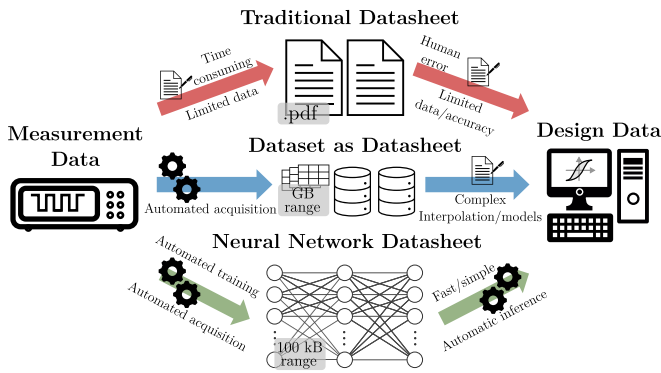 Traditional Datasheet
Time
consuming
Limited data
.pdf
Human
error
Limited
data/accuracy
Measurement
Data
Design Data
Dataset as Datasheet
Automated acquisition
GB
range
Complex
Interpolation/models
Neural Network Datasheet
Automated training
Automated acquisition
100 kB
range
Fast/simple
Automatic inference